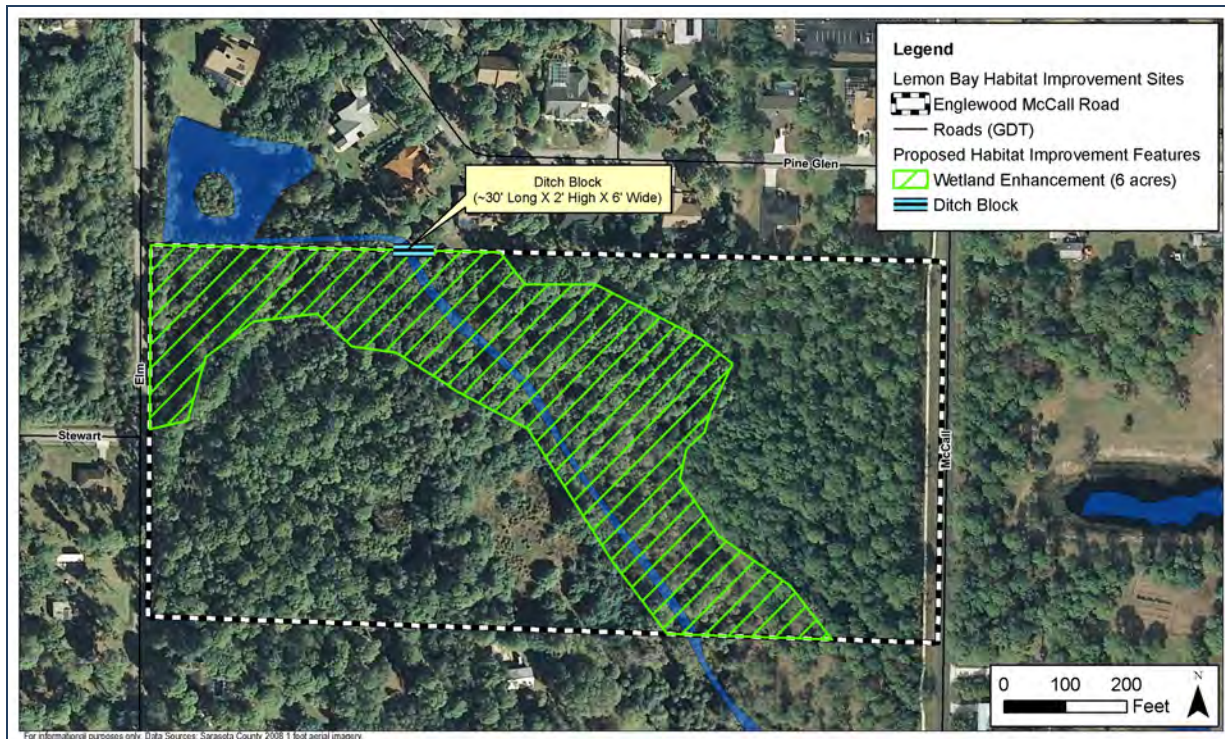 Legend
Lemon Bay Habitat Improvement Sites
Englewood McCall Road
Roads (GDT)
Proposed Habitat Improvement Features
Wetland Enhancement (6 acres)
Ditch Block
Pine Glen
Ditch Block
(~30' Long X 2' High X 6' Wide)
Elm
Stewart
McCall
N
0 100 200
Feet
For informational purposes only. Data Sources: Sarasota County 2008 1 foot aerial imagery.